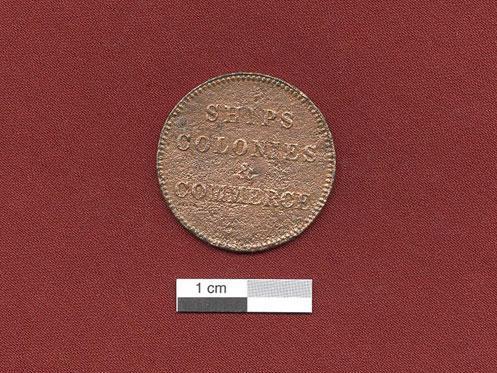 SHIPS
COLONIES
&
COMMERCE
1 cm